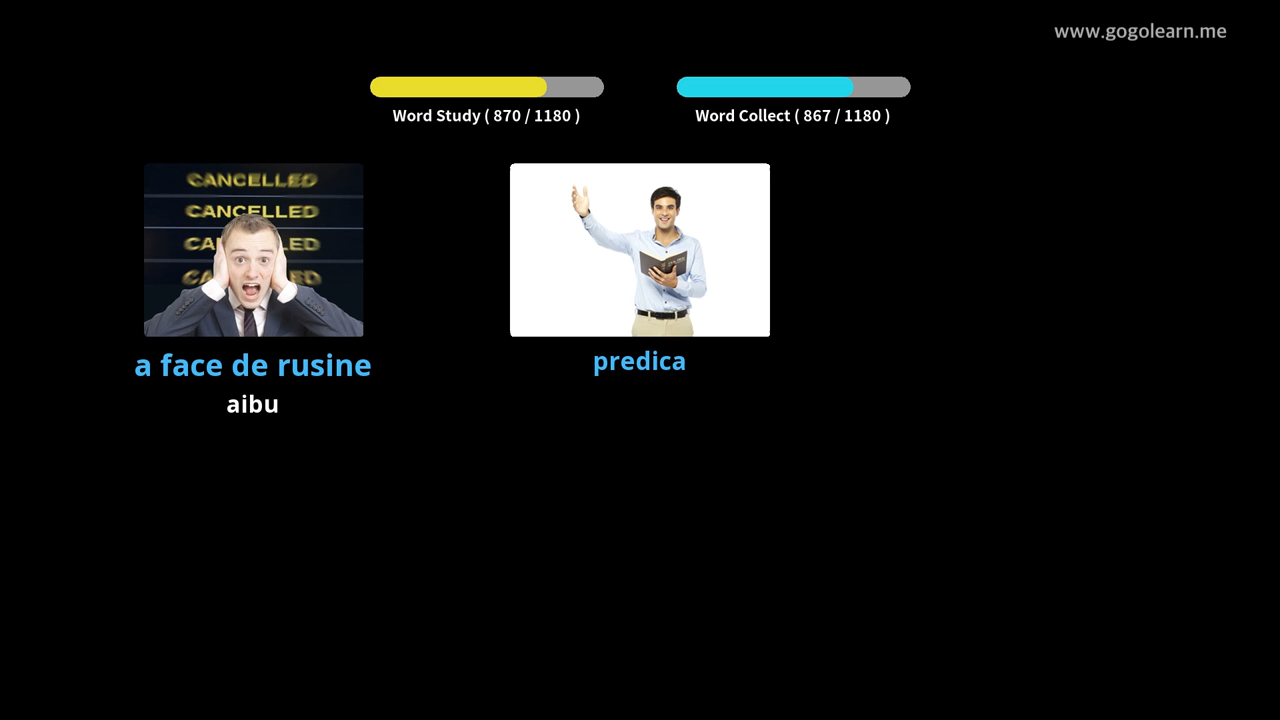 www.gogolearn.me
Word Study ( 870 / 1180 )
Word Collect ( 867 / 1180 )
CANCELLED
CANCELLED
a face de rusine
aibu
predica